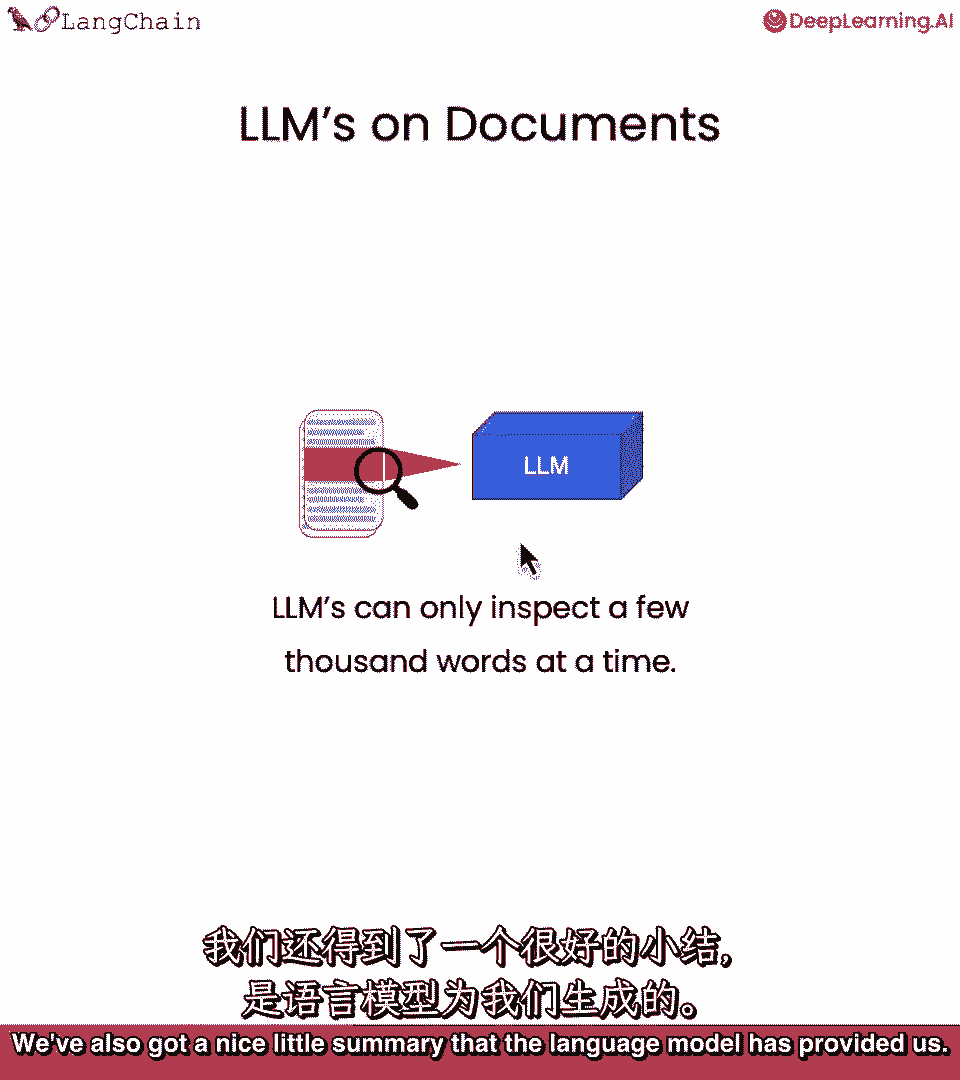 LangChain
DeepLearning.AI
LLM's on Documents
LLM
LLM's can only inspect a few
thousand words at a time.
我们还得到了一个很好的小结,
是语言模型为我们生成的。
We've also got a nice little summary that the language model has provided us.